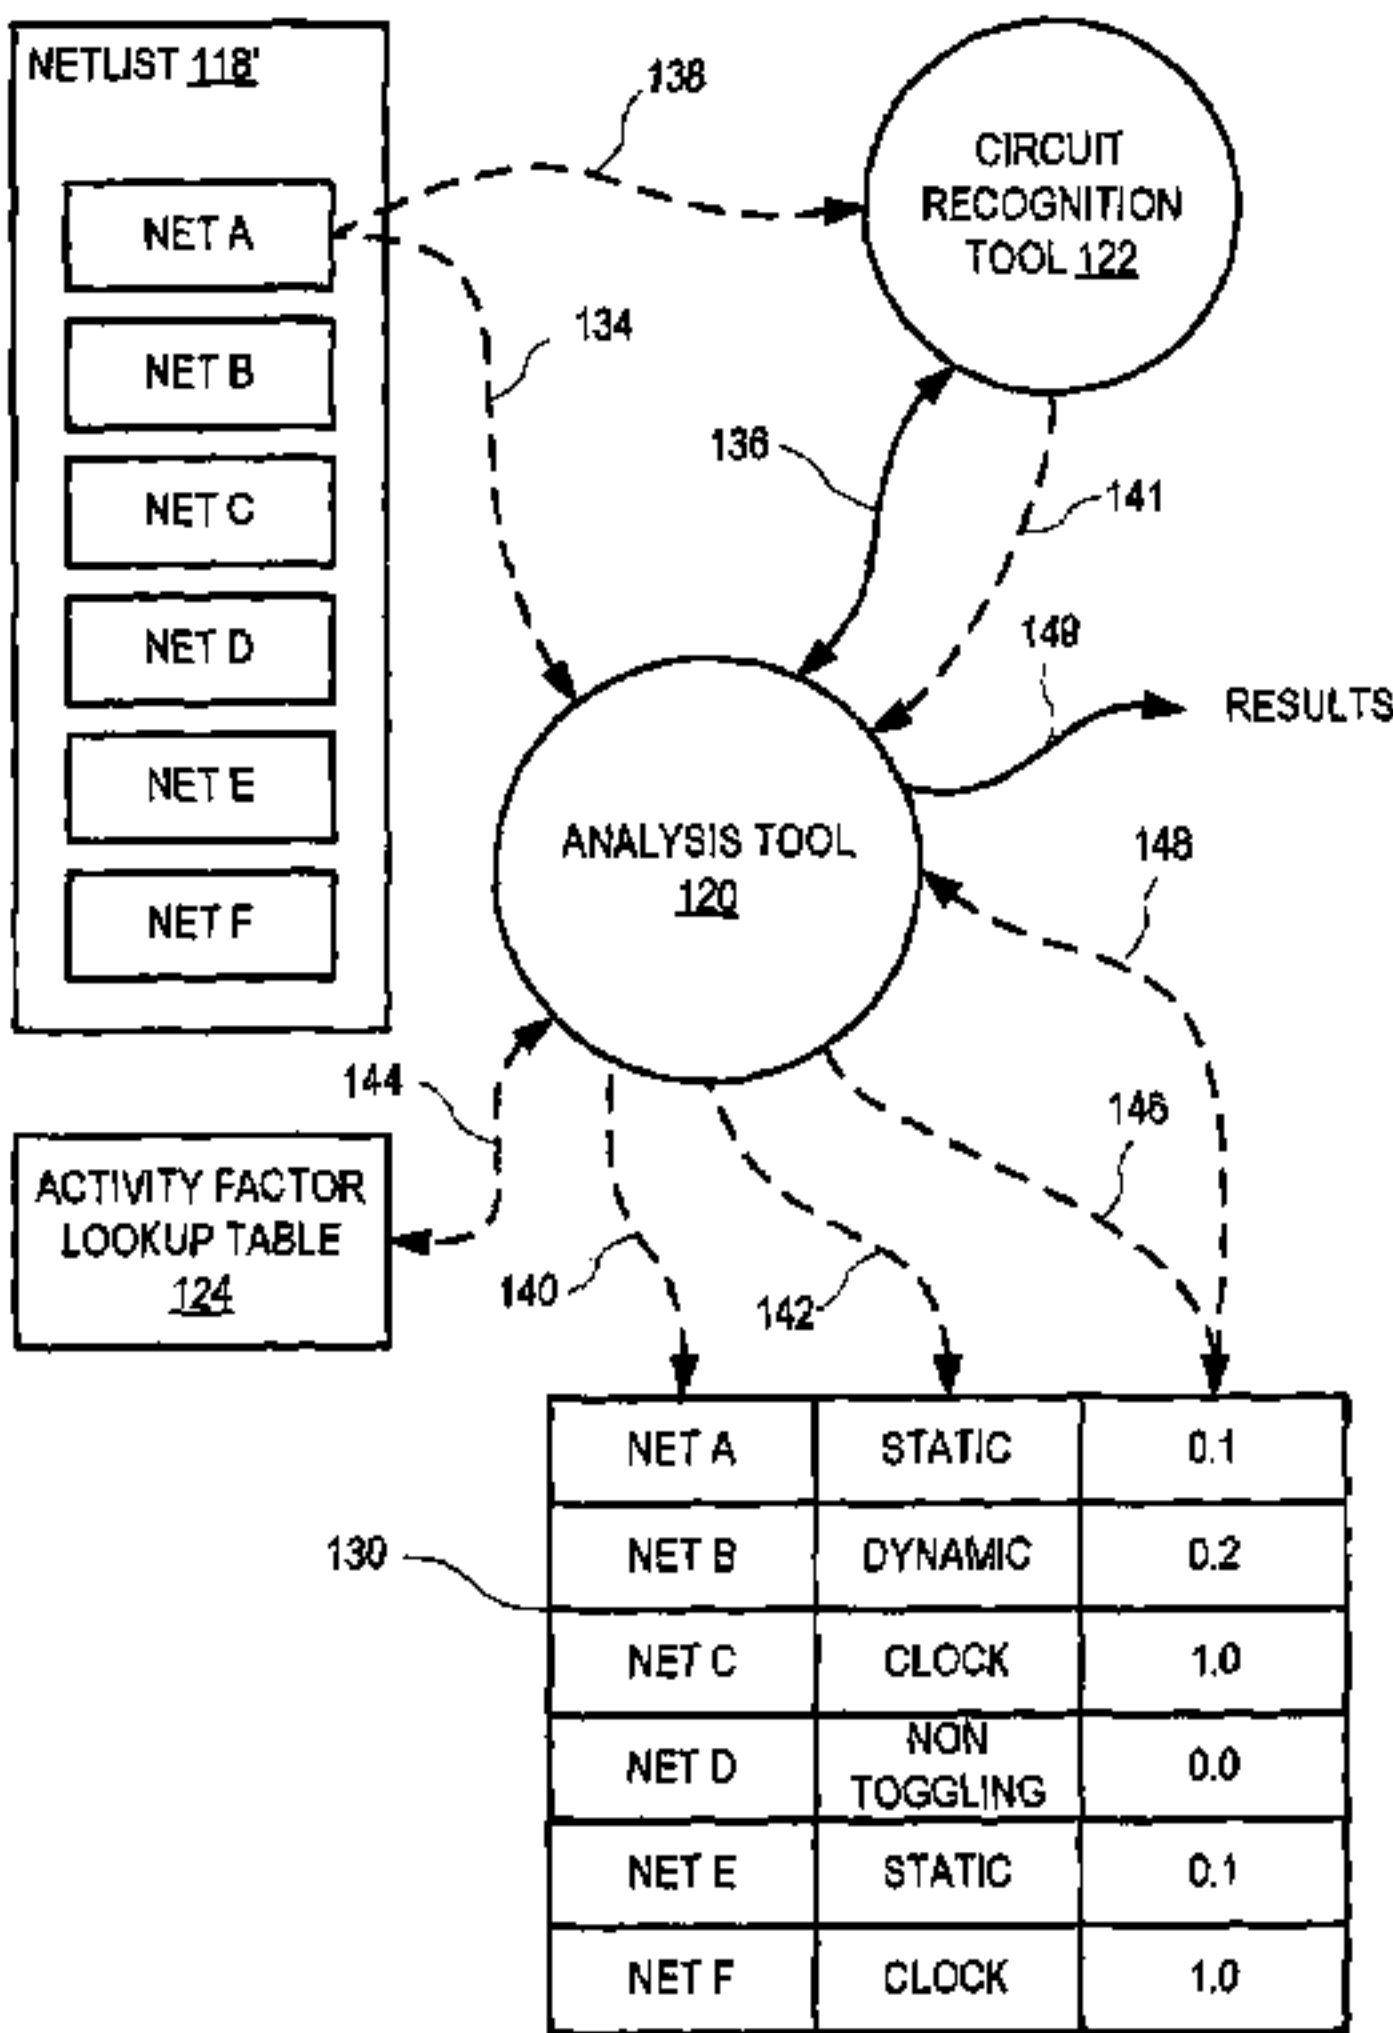 NETLIST 118'
NET A
NET B
NET C
NET D
NET E
NET F
138
CIRCUIT
RECOGNITION
TOOL 122
134
136
141
149
RESULTS
ANALYSIS TOOL
120
148
144
146
ACTIVITY FACTOR
LOOKUP TABLE
124
140
142
130
NET A STATIC 0.1
NET B DYNAMIC 0.2
NET C CLOCK 1.0
NET D NON TOGGLING 0.0
NET E STATIC 0.1
NET F CLOCK 1.0